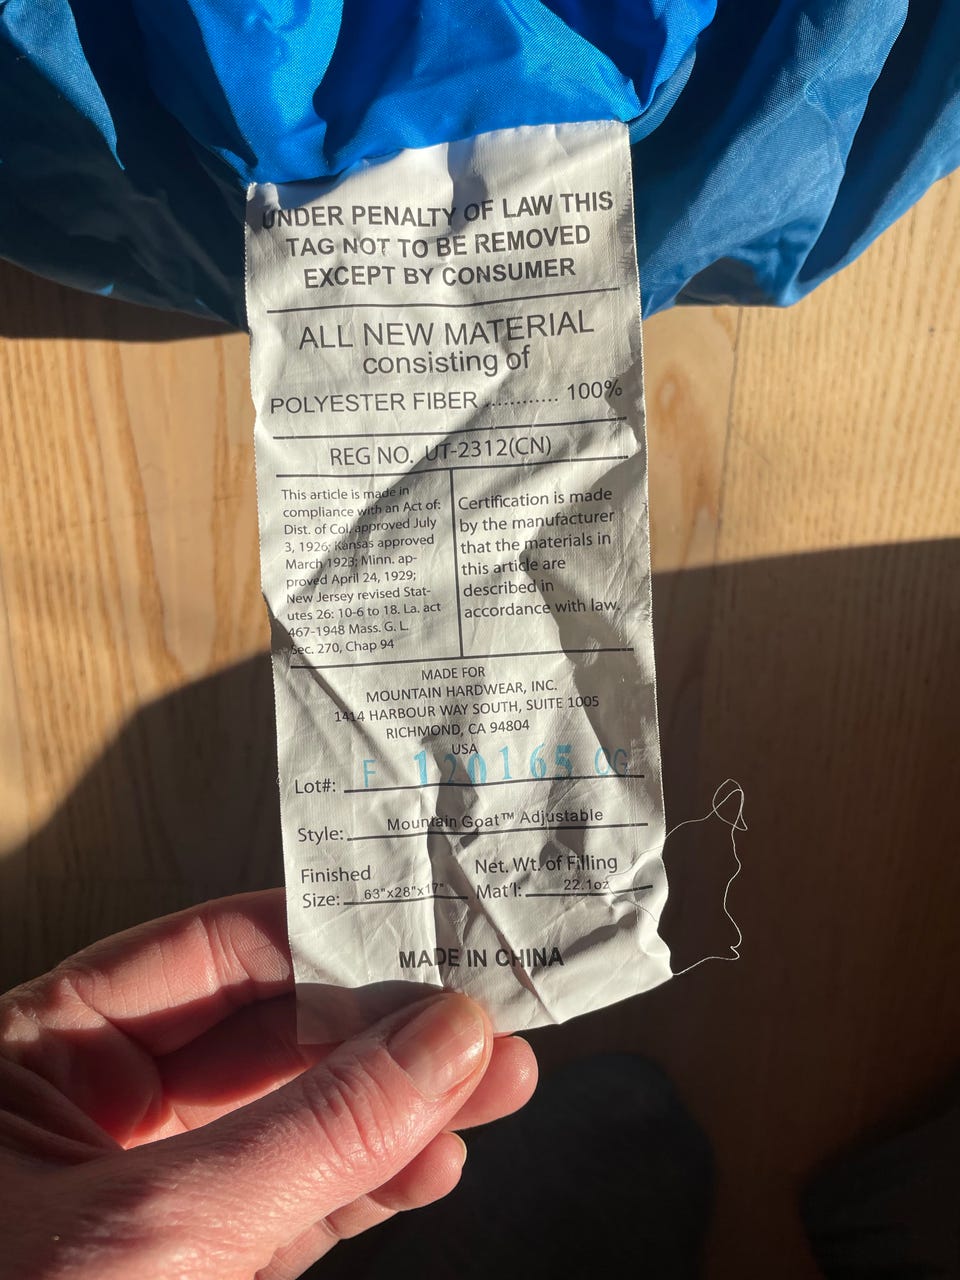 UNDER PENALTY OF LAW THIS
TAG NOT TO BE REMOVED
EXCEPT BY CONSUMER
ALL NEW MATERIAL
consisting of
POLYESTER FIBER ............ 100%
REG NO. UT-2312(CN)
This article is made in
compliance with an Act of:
Dist. of Col. approved July
3, 1926; Kansas approved
March 1923; Minn. ap-
proved April 24, 1929;
New Jersey revised Stat-
utes 26: 10-6 to 18. La. act
467-1948 Mass. G. L.
Sec. 270, Chap 94
Certification is made
by the manufacturer
that the materials in
this article are
described in
accordance with law.
MADE FOR
MOUNTAIN HARDWEAR, INC.
1414 HARBOUR WAY SOUTH, SUITE 1005
RICHMOND, CA 94804
USA
Lot#: F 120165 OG
Style: Mountain Goat™ Adjustable
Finished
Size: 63"x28"x17"
Net. Wt. of Filling
Mat'l: 22.1oz
MADE IN CHINA